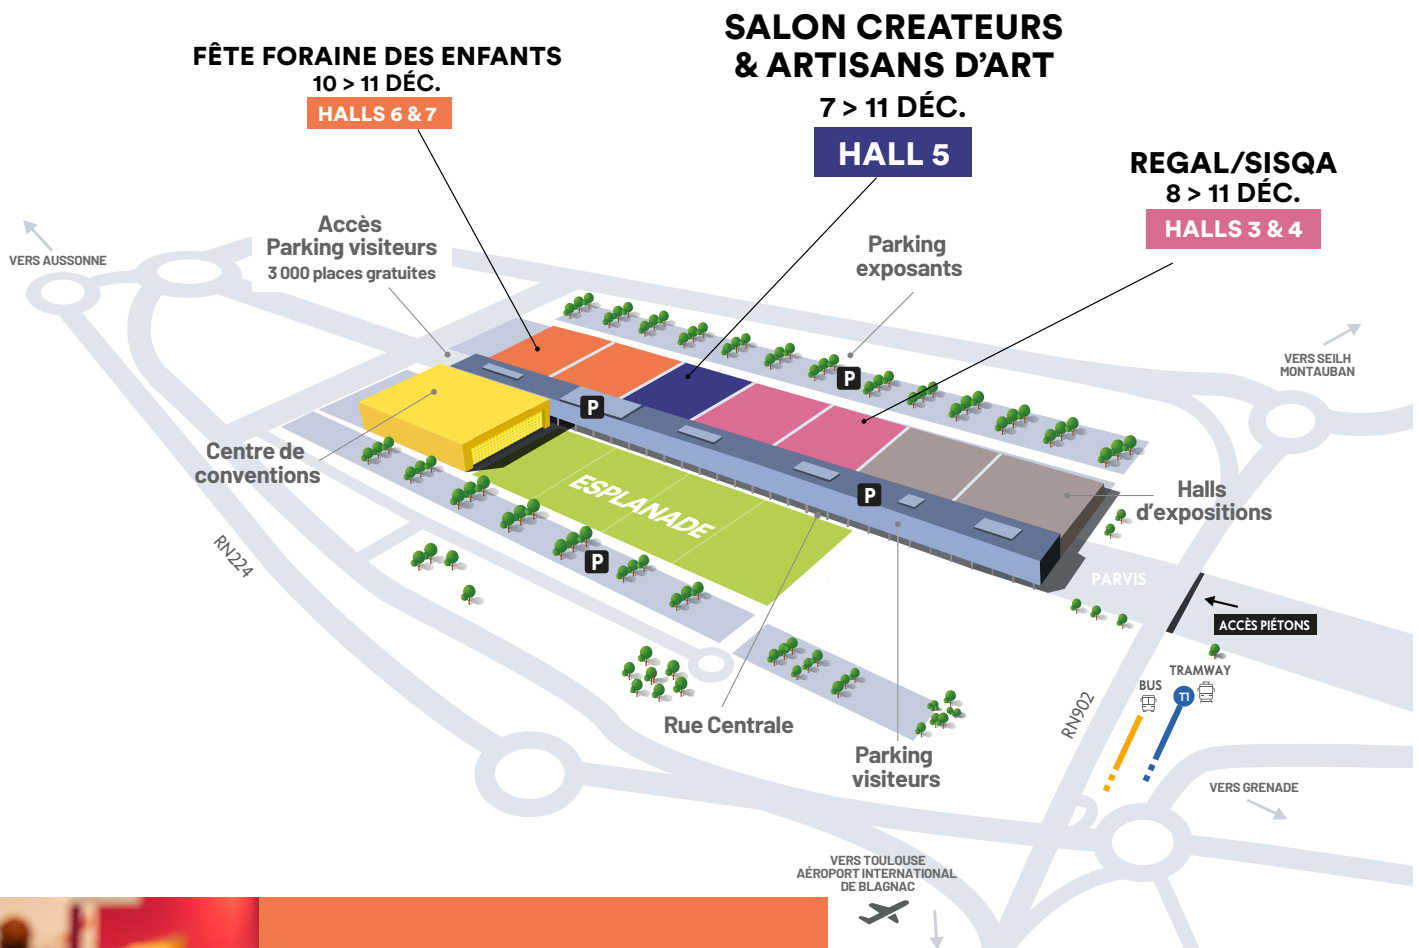 FÊTE FORAINE DES ENFANTS
10 > 11 DÉC.
HALLS 6 & 7
SALON CREATEURS
& ARTISANS D'ART
7 > 11 DÉC.
HALL 5
REGAL/SISQA
8 > 11 DÉC.
HALLS 3 & 4
Accès
Parking visiteurs
3 000 places gratuites
VERS AUSSONNE
Parking
exposants
VERS SEILH
MONTAUBAN
P
P
P
P
Centre de
conventions
ESPLANADE
Halls
d'expositions
RN224
PARVIS
ACCÈS PIÉTONS
TRAMWAY
BUS
T1
RN902
Rue Centrale
Parking
visiteurs
VERS GRENADE
VERS TOULOUSE
AÉROPORT INTERNATIONAL
DE BLAGNAC